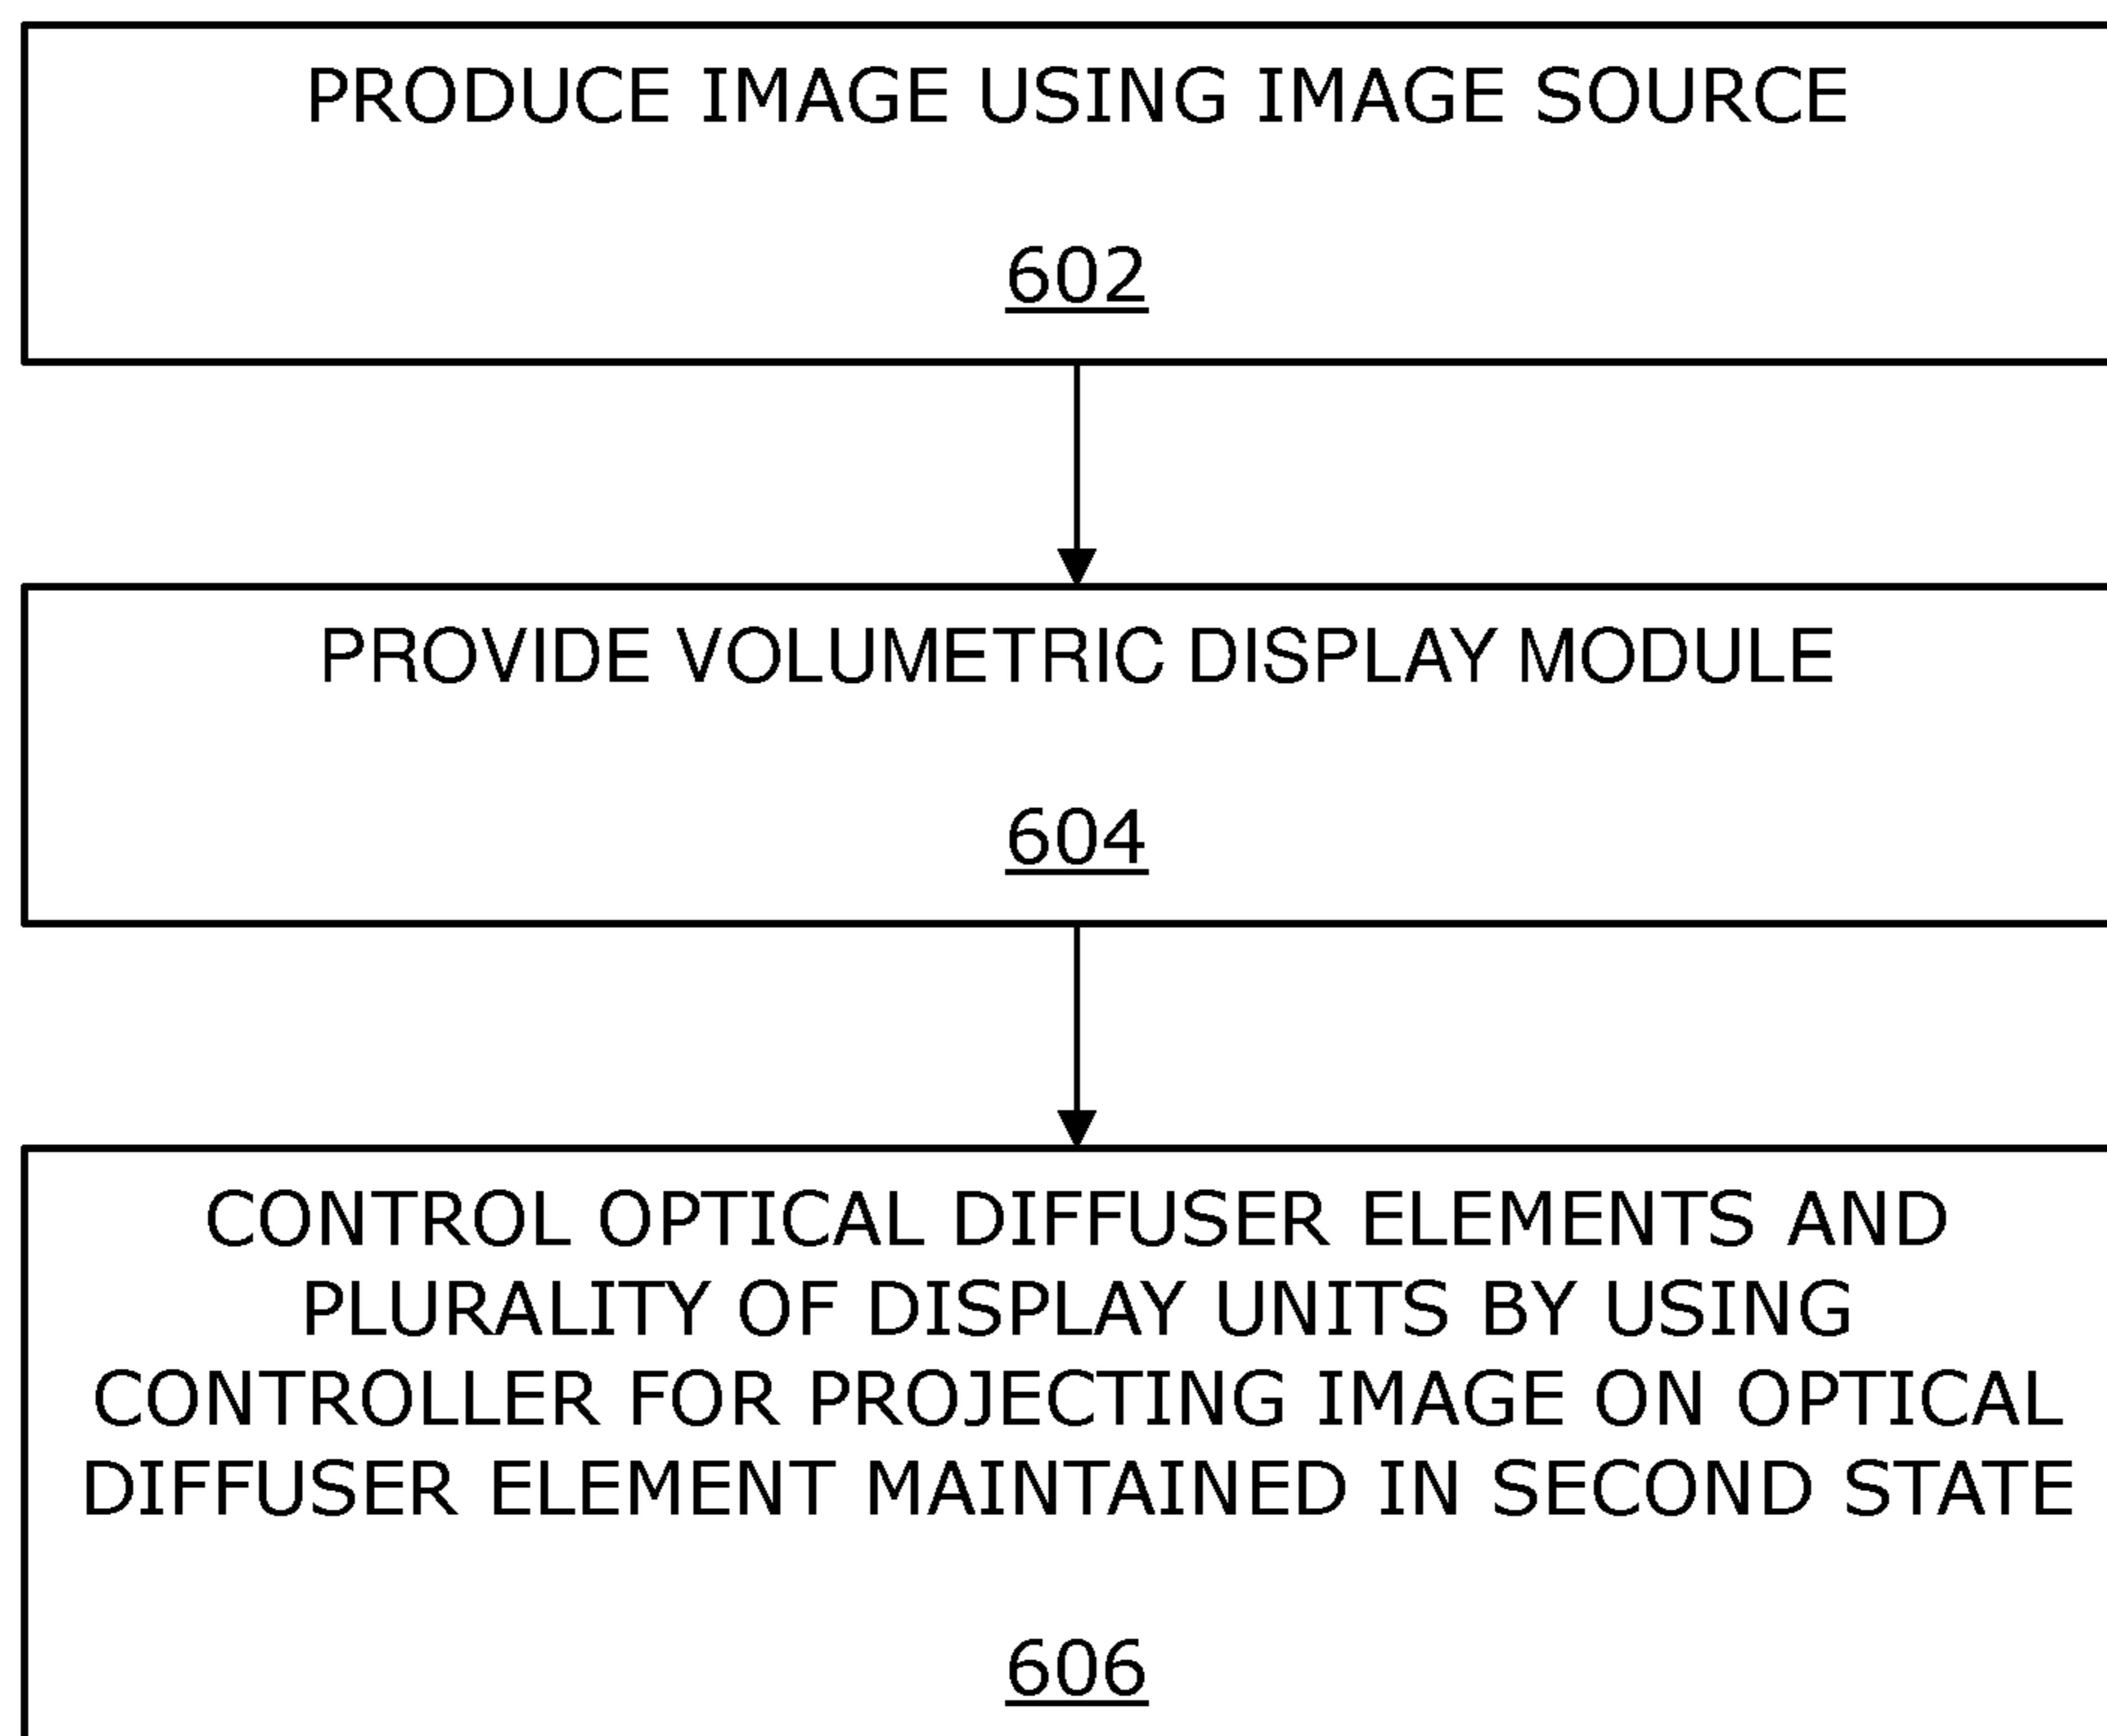 PRODUCE IMAGE USING IMAGE SOURCE
602
PROVIDE VOLUMETRIC DISPLAY MODULE
604
CONTROL OPTICAL DIFFUSER ELEMENTS AND
PLURALITY OF DISPLAY UNITS BY USING
CONTROLLER FOR PROJECTING IMAGE ON OPTICAL
DIFFUSER ELEMENT MAINTAINED IN SECOND STATE
606